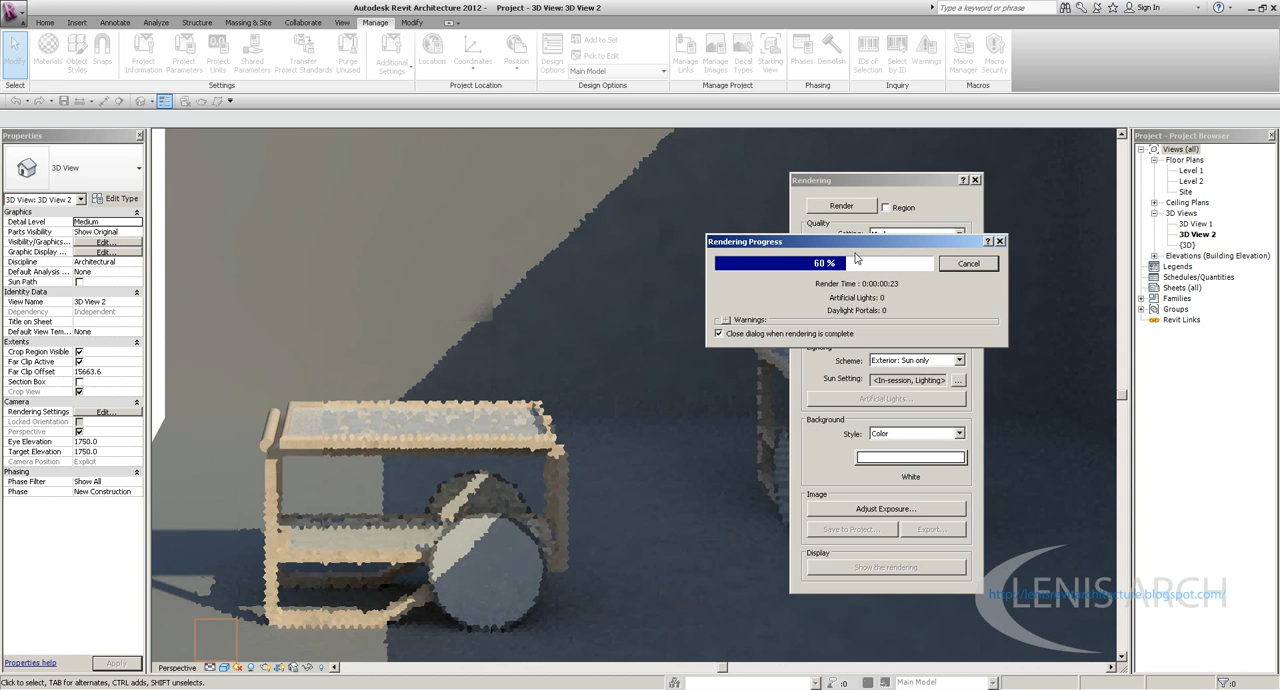 Autodesk Revit Architecture 2012 - Project - 3D View: 3D View 2
Type a keyword or phrase
Sign In
Home Insert Annotate Analyze Structure Massing & Site Collaborate View Manage Modify
Modify
Materials
Object Styles
Snaps
Project Information
Project Parameters
Project Units
Shared Parameters
Transfer Project Standards
Purge Unused
Additional Settings
Location
Coordinates
Position
Design Options
Add to Set
Pick to Edit
Main Model
Manage Links
Manage Images
Decal Types
Starting View
Phases
Demolish
IDs of Selection
Select by ID
Warnings
Macro Manager
Macro Security
Select
Settings
Project Location
Design Options
Manage Project
Phasing
Inquiry
Macros
Properties
3D View
3D View: 3D View 2
Edit Type
Graphics
Detail Level Medium
Parts Visibility Show Original
Visibility/Graphics... Edit...
Graphic Display ... Edit...
Discipline Architectural
Default Analysis ... None
Sun Path
Identity Data
View Name 3D View 2
Dependency Independent
Title on Sheet
Default View Tem... None
Extents
Crop Region Visible
Far Clip Active
Far Clip Offset 15663.6
Section Box
Crop View
Camera
Rendering Settings Edit...
Locked Orientation
Perspective
Eye Elevation 1750.0
Target Elevation 1750.0
Camera Position Explicit
Phasing
Phase Filter Show All
Phase New Construction
Properties help
Apply
Rendering
Render
Region
Quality
Rendering Progress
60 %
Cancel
Render Time : 0:00:00:23
Artificial Lights: 0
Daylight Portals: 0
Warnings:
Close dialog when rendering is complete
Scheme: Exterior: Sun only
Sun Setting: <In-session, Lighting> ...
Artificial Lights...
Background
Style: Color
White
Image
Adjust Exposure...
Save to Project...
Export...
Display
Show the rendering
Project - Project Browser
Views (all)
Floor Plans
Level 1
Level 2
Site
Ceiling Plans
3D Views
3D View 1
3D View 2
{3D}
Elevations (Building Elevation)
Legends
Schedules/Quantities
Sheets (all)
Families
Groups
Revit Links
LENIS ARCH
http://lenisrevitarchitecture.blogspot.com/
Perspective
Click to select, TAB for alternates, CTRL adds, SHIFT unselects.
:0
Main Model
:0